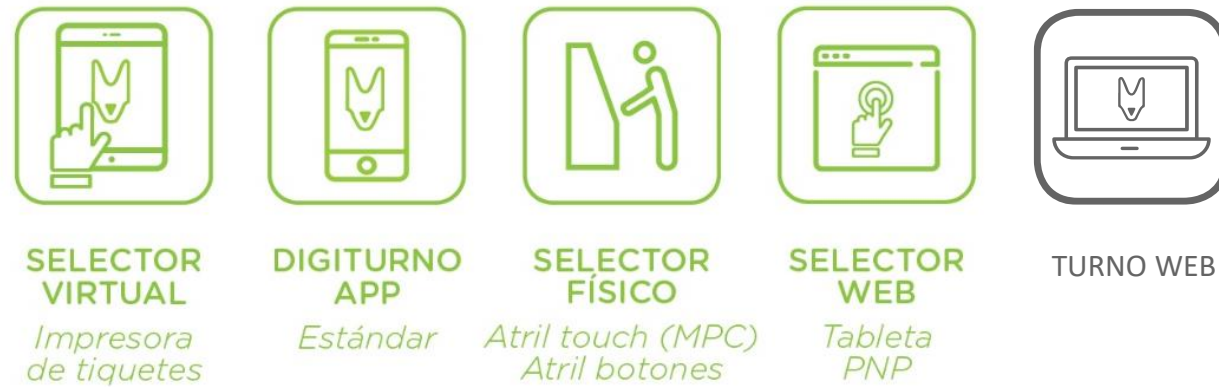 SELECTOR
VIRTUAL
Impresora
de tiquetes
DIGITURNO
APP
Estándar
SELECTOR
FÍSICO
Atril touch (MPC)
Atril botones
SELECTOR
WEB
Tableta
PNP
TURNO WEB